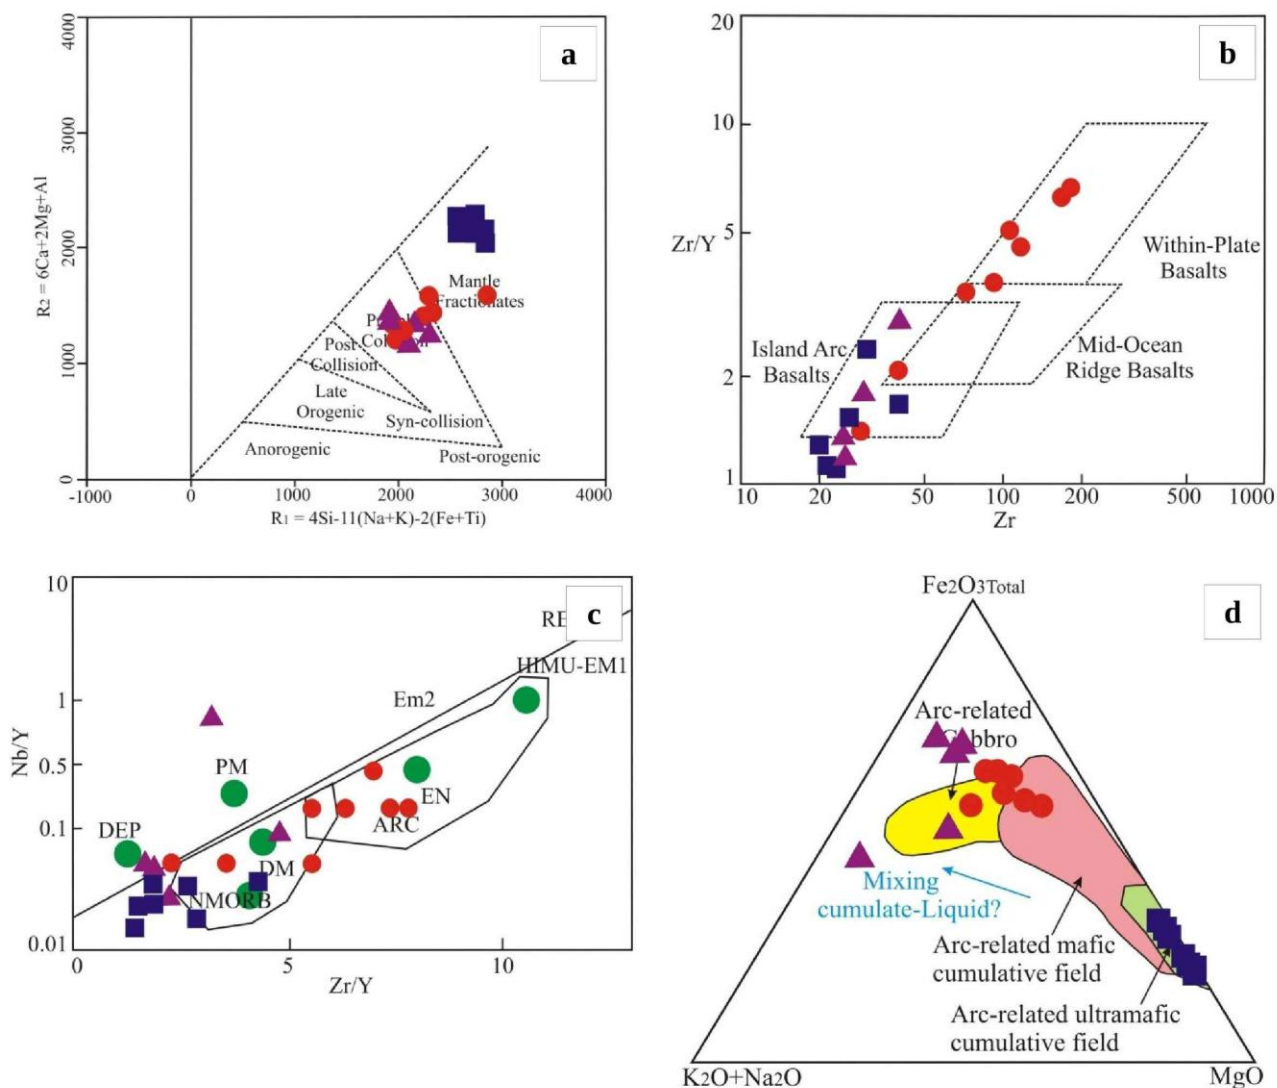 a
4000
3000
2000
1000
0
R2 = 6Ca+2Mg+Al
Mantle
Fractionates
Post
Collision
Late
Orogenic
Syn-collision
Anorogenic
Post-orogenic
-1000 0 1000 2000 3000 4000
R1 = 4Si-11(Na+K)-2(Fe+Ti)
b
20
10
5
2
1
Zr/Y
Within-Plate
Basalts
Island Arc
Basalts
Mid-Ocean
Ridge Basalts
10 20 50 100 200 500 1000
Zr
c
10
1
0.5
0.1
0.01
Nb/Y
HIMU-EM1
Em2
PM
EN
ARC
DEP
DM
NMORB
0 5 10
Zr/Y
d
Fe2O3Total
Arc-related
Mixing
cumulate-Liquid?
Arc-related mafic
cumulative field
Arc-related ultramafic
cumulative field
K2O+Na2O
MgO